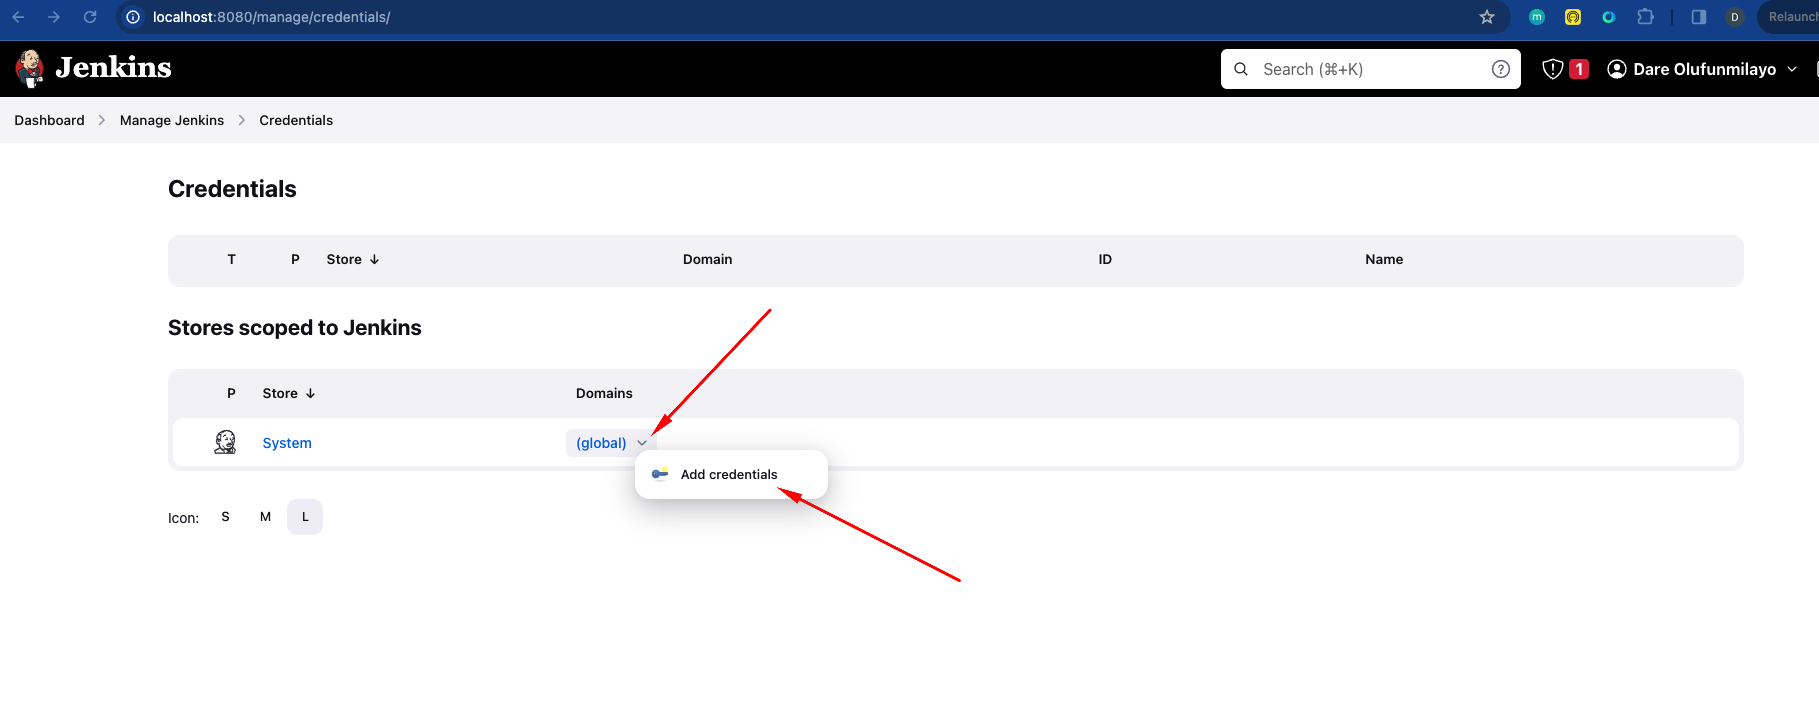 localhost:8080/manage/credentials/
m
D
Relaunch
Jenkins
Search (⌘+K)
?
1
Dare Olufunmilayo
Dashboard > Manage Jenkins > Credentials
Credentials
T P Store ↓ Domain ID Name
Stores scoped to Jenkins
P Store ↓ Domains
System (global)
Add credentials
Icon: S M L